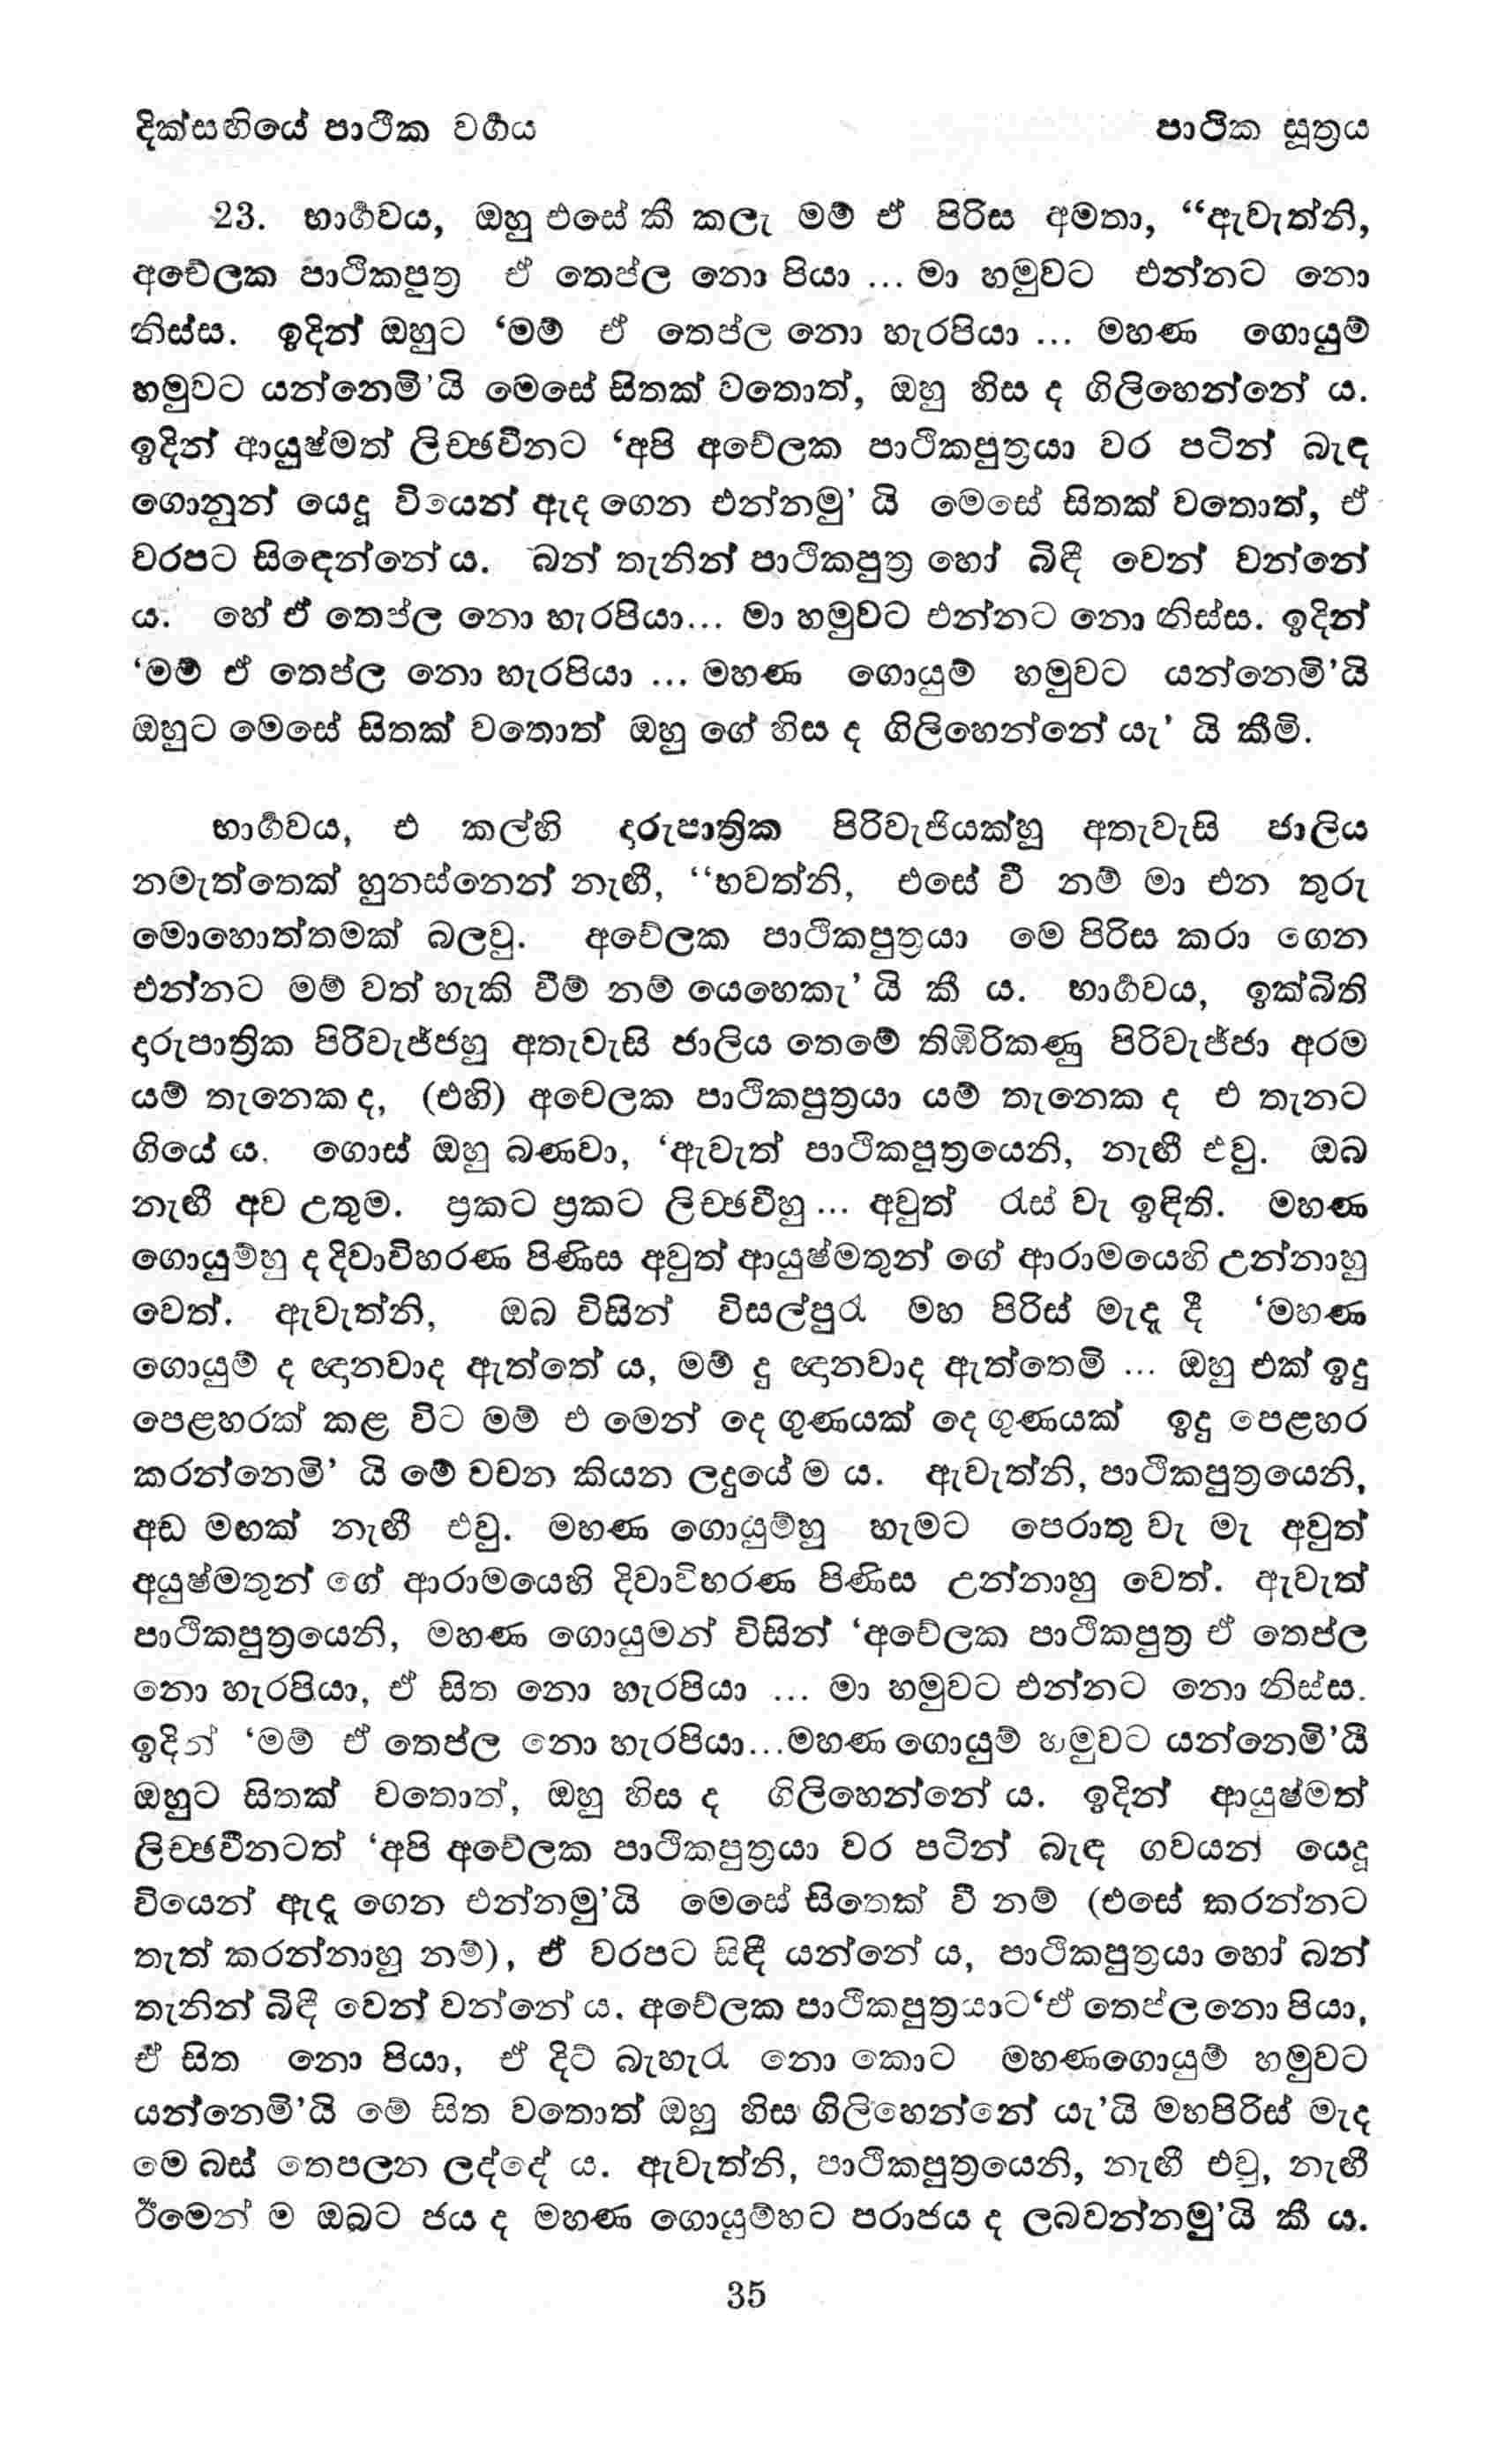 දික්සඟියේ පාථික වර්‍ගය
පාථික සූත්‍රය
23. භාර්‍ගවය, ඔහු එසේ කී කලැ මම් ඒ පිරිස අමතා, “ඇවැත්නි,
අචේලක පාථිකපුත්‍ර ඒ තෙප්ල නො පියා ... මා හමුවට එන්නට නො
නිස්ස. ඉදින් ඔහුට ‘මම් ඒ තෙප්ල නො හැරපියා ... මහණ ගොයුම්
හමුවට යන්නෙමි’යි මෙසේ සිතක් වතොත්, ඔහු හිස ද ගිලිහෙන්නේ ය.
ඉදින් ආයුෂ්මත් ලිච්ඡවීනට ‘අපි අචේලක පාථිකපුත්‍රයා වර පටින් බැඳ
ගොනුන් යෙදූ වියෙන් ඇද ගෙන එන්නමු’ යි මෙසේ සිතක් වතොත්, ඒ
වරපට සිඳෙන්නේ ය. බන් තැනින් පාථිකපුත්‍ර හෝ බිඳී වෙන් වන්නේ
ය. හේ ඒ තෙප්ල නො හැරපියා... මා හමුවට එන්නට නො නිස්ස. ඉදින්
‘මම් ඒ තෙප්ල නො හැරපියා ... මහණ ගොයුම් හමුවට යන්නෙමි’යි
ඔහුට මෙසේ සිතක් වතොත් ඔහු ගේ හිස ද ගිලිහෙන්නේ යැ’ යි කීමි.
භාර්‍ගවය, එ කල්හි දරුපාත්‍රික පිරිවැජියක්හු අතැවැසි ජාලිය
නමැත්තෙක් හුනස්නෙන් නැඟී, “භවත්නි, එසේ වී නම් මා එන තුරු
මොහොත්තමක් බලවු. අචේලක පාථිකපුත්‍රයා මෙ පිරිස කරා ගෙන
එන්නට මම් වත් හැකි වීම් නම් යෙහෙකැ’ යි කී ය. භාර්‍ගවය, ඉක්බිති
දරුපාත්‍රික පිරිවැජ්ජහු අතැවැසි ජාලිය තෙමේ තිඹිරිකණු පිරිවැජ්ජා අරම
යම් තැනෙක ද, (එහි) අචෙලක පාථිකපුත්‍රයා යම් තැනෙක ද එ තැනට
ගියේ ය. ගොස් ඔහු බණවා, ‘ඇවැත් පාථිකපුත්‍රයෙනි, නැඟී එවු. ඔබ
නැඟී අව උතුම. ප්‍රකට ප්‍රකට ලිච්ඡවීහු ... අවුත් රැස් වැ ඉඳිති. මහණ
ගොයුම්හු ද දිවාවිහරණ පිණිස අවුත් ආයුෂ්මතුන් ගේ ආරාමයෙහි උන්නාහු
වෙත්. ඇවැත්නි, ඔබ විසින් විසල්පුරැ මහ පිරිස් මැදැ දී ‘මහණ
ගොයුම් ද ඥානවාද ඇත්තේ ය, මම් දු ඥානවාද ඇත්තෙමි ... ඔහු එක් ඉදු
පෙළහරක් කළ විට මම් එ මෙන් දෙ ගුණයක් දෙ ගුණයක් ඉදු පෙළහර
කරන්නෙමි’ යි මේ වචන කියන ලදුයේ ම ය. ඇවැත්නි, පාථිකපුත්‍රයෙනි,
අඩ මඟක් නැඟී එවු. මහණ ගොයුම්හු හැමට පෙරාතු වැ මැ අවුත්
අයුෂ්මතුන් ගේ ආරාමයෙහි දිවාවිහරණ පිණිස උන්නාහු වෙත්. ඇවැත්
පාථිකපුත්‍රයෙනි, මහණ ගොයුමන් විසින් ‘අචේලක පාථිකපුත්‍ර ඒ තෙප්ල
නො හැරපියා, ඒ සිත නො හැරපියා ... මා හමුවට එන්නට නො නිස්ස.
ඉදින් ‘මම් ඒ තෙප්ල නො හැරපියා...මහණ ගොයුම් හමුවට යන්නෙමි’යි
ඔහුට සිතක් වතොත්, ඔහු හිස ද ගිලිහෙන්නේ ය. ඉදින් ආයුෂ්මත්
ලිච්ඡවීනටත් ‘අපි අචේලක පාථිකපුත්‍රයා වර පටින් බැඳ ගවයන් යෙදූ
වියෙන් ඇදැ ගෙන එන්නමු’යි මෙසේ සිතෙක් වී නම් (එසේ කරන්නට
තැත් කරන්නාහු නම්), ඒ වරපට සිඳී යන්නේ ය, පාථිකපුත්‍රයා හෝ බන්
තැනින් බිඳී වෙන් වන්නේ ය. අචේලක පාථිකපුත්‍රයාට ‘ඒ තෙප්ල නො පියා,
ඒ සිත නො පියා, ඒ දිට් බැහැරැ නො කොට මහණගොයුම් හමුවට
යන්නෙමි’යි මේ සිත වතොත් ඔහු හිස ගිලිහෙන්නේ යැ’යි මහපිරිස් මැද
මෙ බස් තෙපලන ලද්දේ ය. ඇවැත්නි, පාථිකපුත්‍රයෙනි, නැඟී එවු, නැඟී
ඊමෙන් ම ඔබට ජය ද මහණ ගොයුම්හට පරාජය ද ලබවන්නමු’යි කී ය.
35